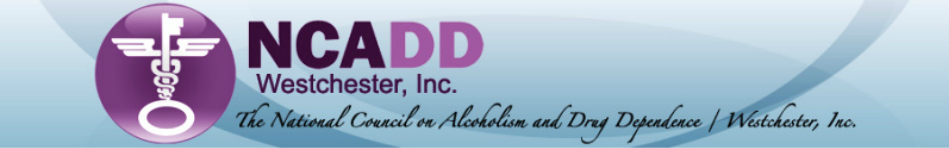 NCADD
Westchester, Inc.
The National Council on Alcoholism and Drug Dependence | Westchester, Inc.